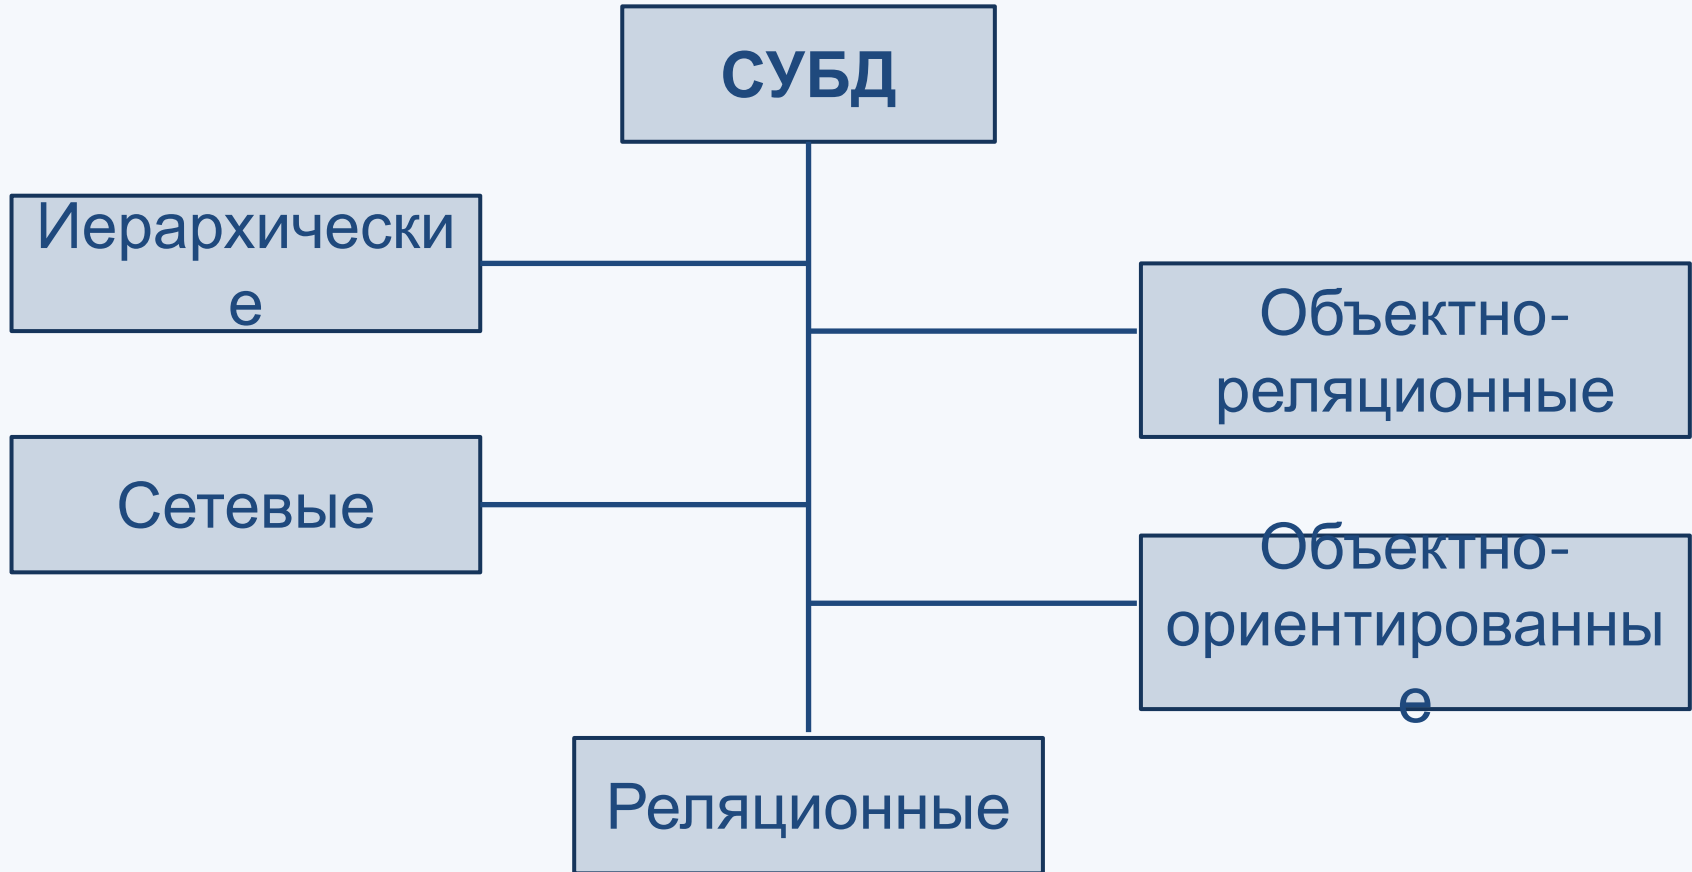 СУБД
Иерархически
е
Объектно-
реляционные
Сетевые
Объектно-
ориентированны
е
Реляционные